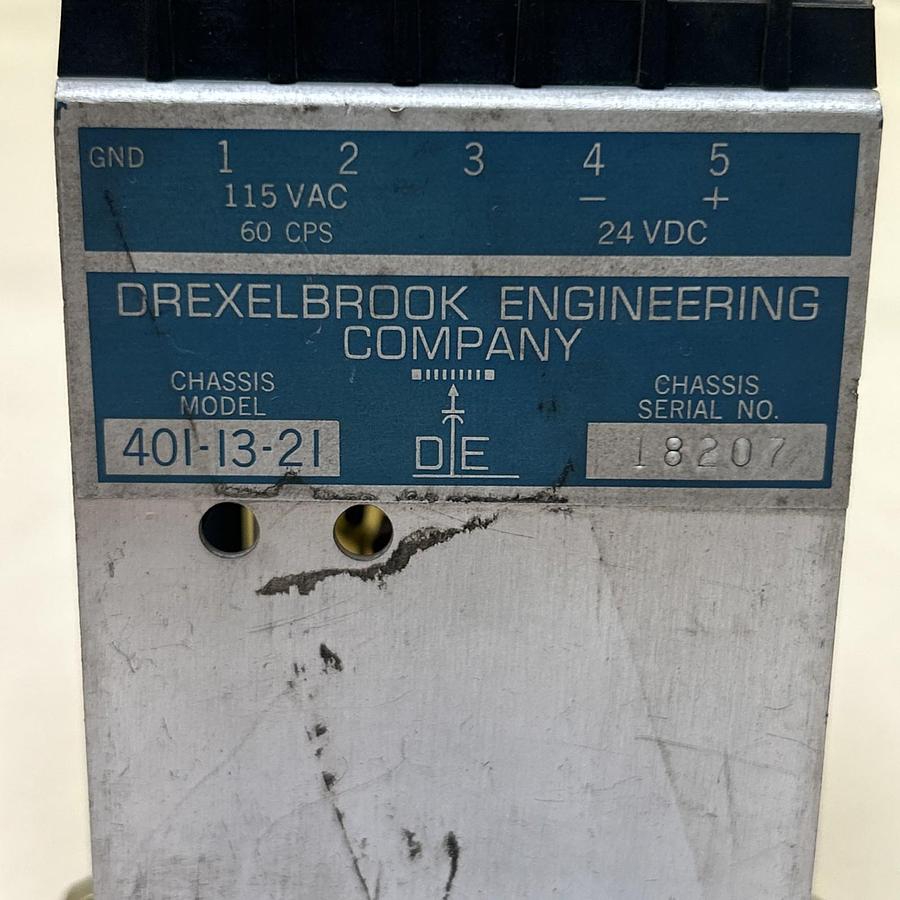 GND 1 2 3 4 5
115 VAC — +
60 CPS 24 VDC
DREXELBROOK ENGINEERING
COMPANY
CHASSIS
MODEL
401-13-21
DE
CHASSIS
SERIAL NO.
18207